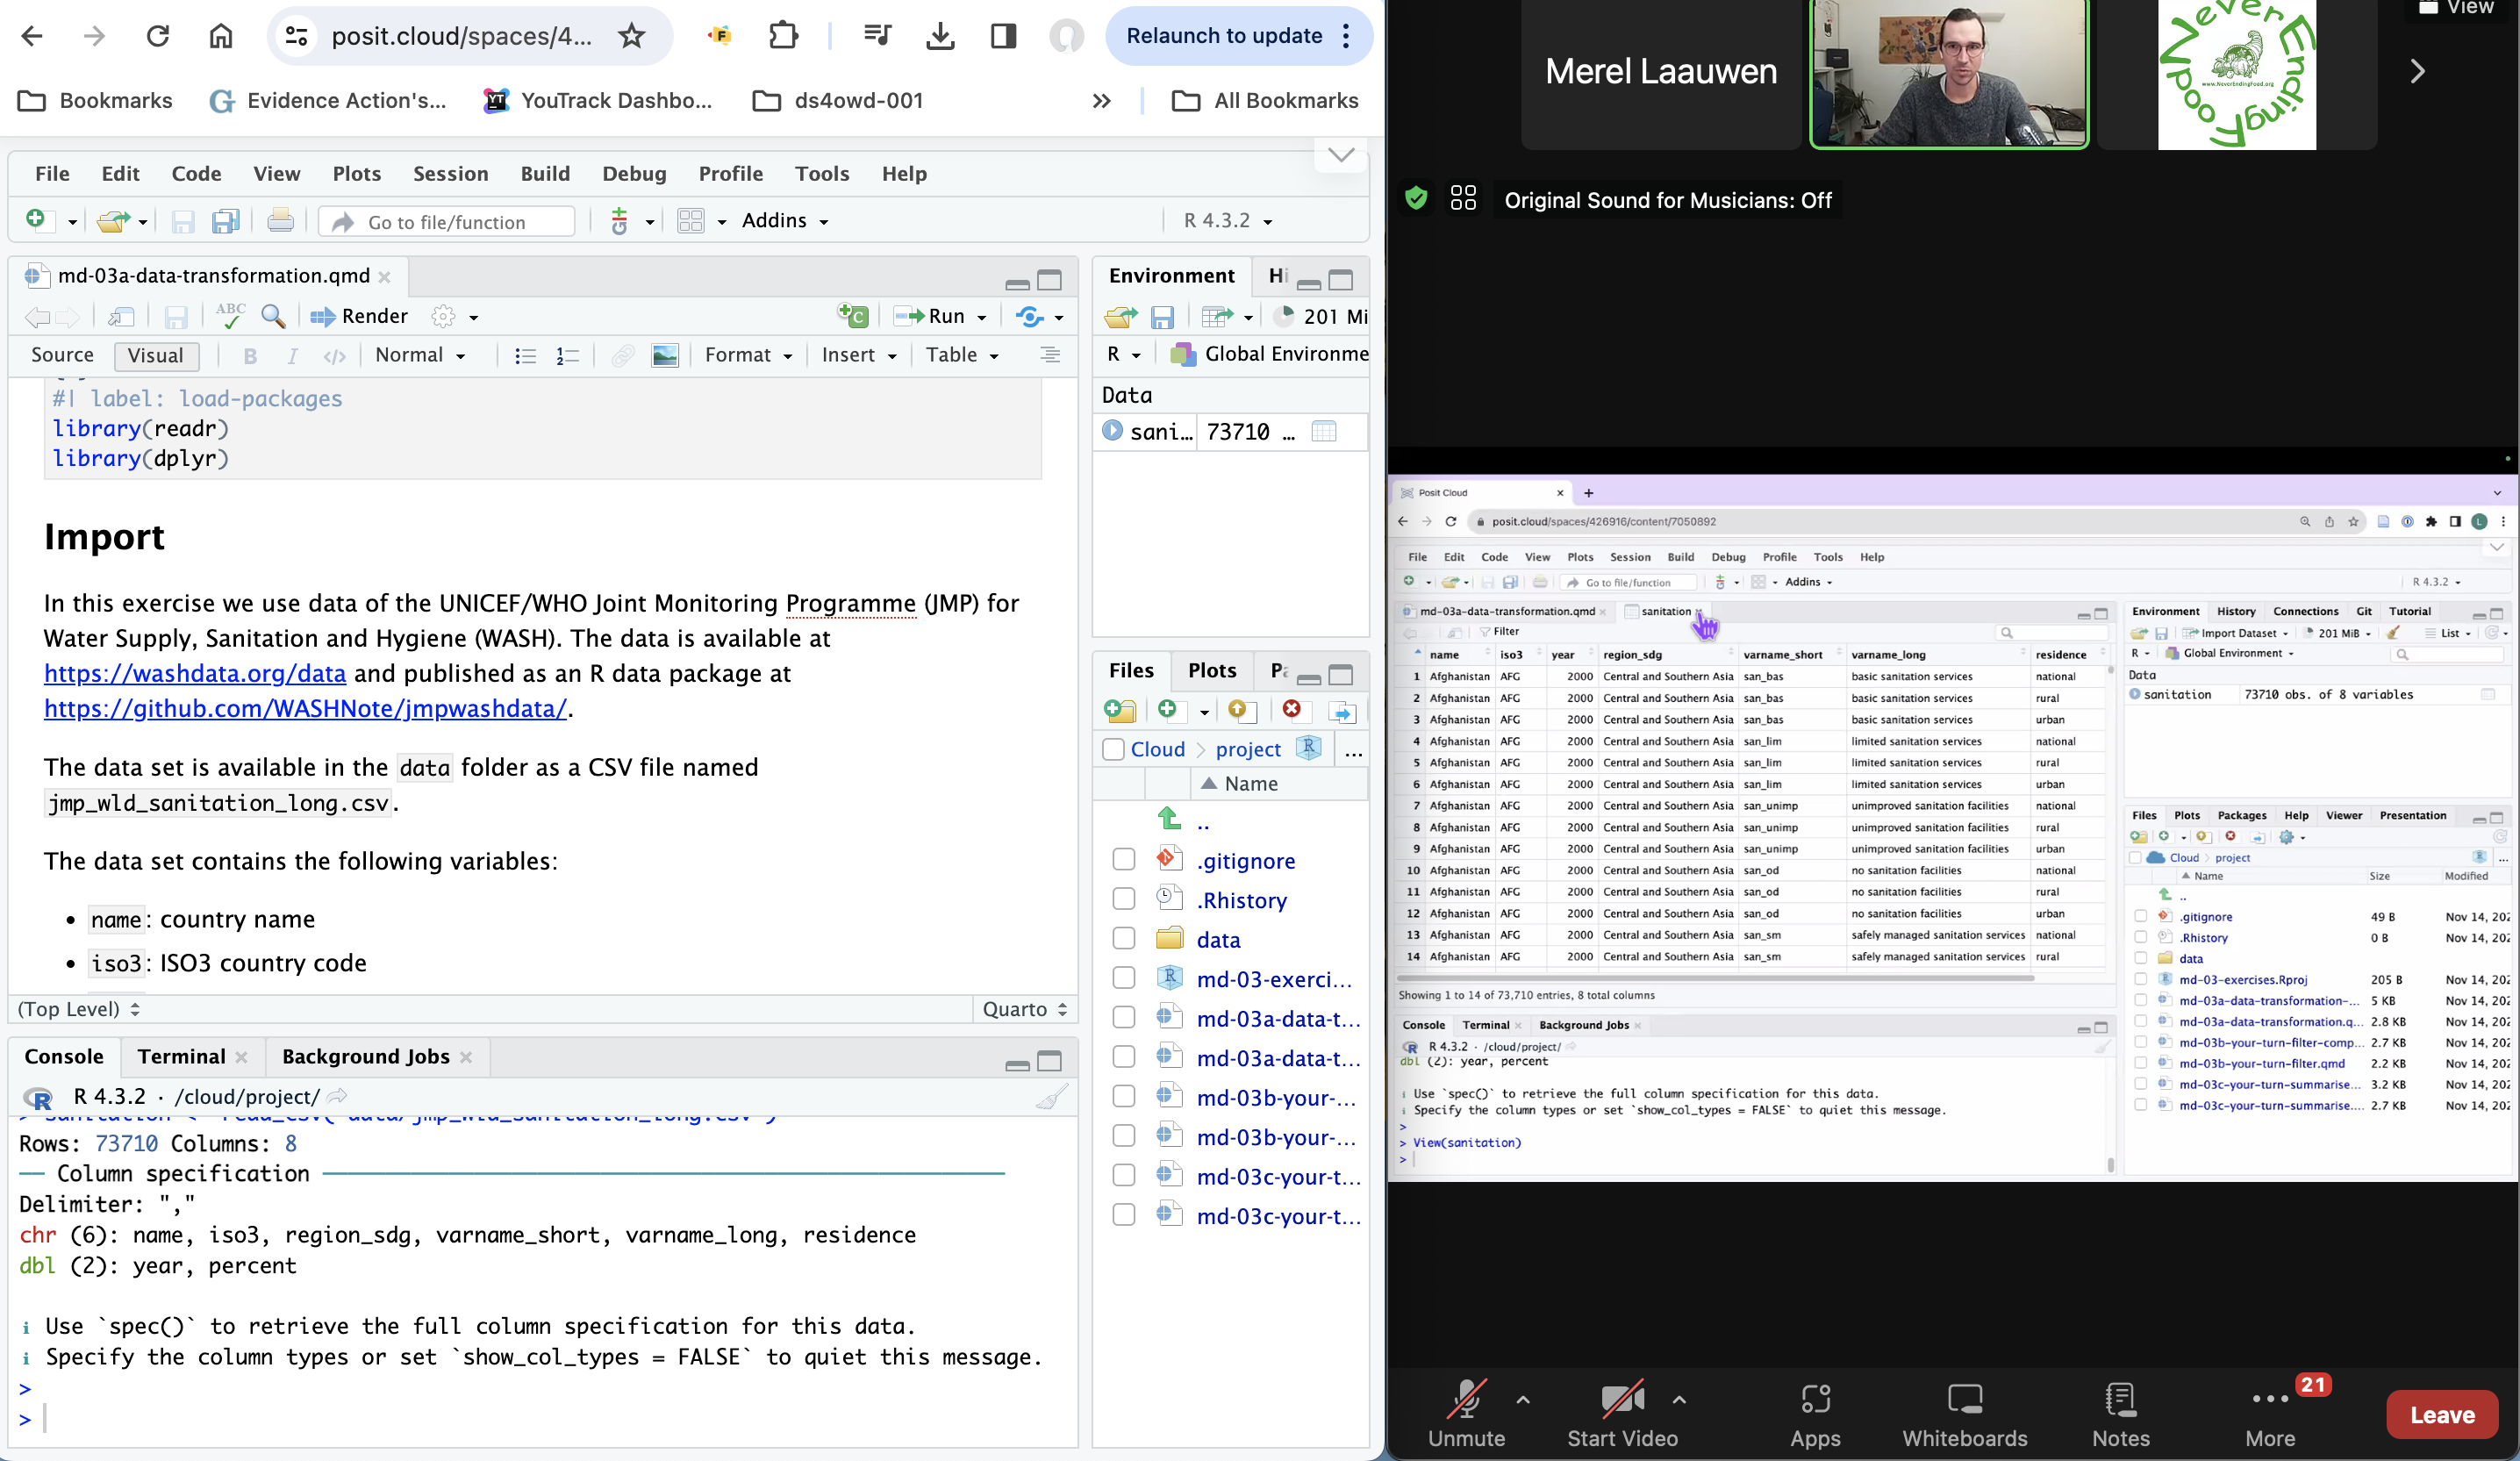 posit.cloud/spaces/4...
Relaunch to update
Bookmarks
Evidence Action's...
YouTrack Dashbo...
ds4owd-001
All Bookmarks
File Edit Code View Plots Session Build Debug Profile Tools Help
Go to file/function
Addins
R 4.3.2
md-03a-data-transformation.qmd
Render
Run
Source Visual B I </> Normal Format Insert Table
#| label: load-packages
library(readr)
library(dplyr)
Import
In this exercise we use data of the UNICEF/WHO Joint Monitoring Programme (JMP) for
Water Supply, Sanitation and Hygiene (WASH). The data is available at
https://washdata.org/data and published as an R data package at
https://github.com/WASHNote/jmpwashdata/.
The data set is available in the data folder as a CSV file named
jmp_wld_sanitation_long.csv.
The data set contains the following variables:
• name: country name
• iso3: ISO3 country code
(Top Level)
Quarto
Console Terminal Background Jobs
R 4.3.2 · /cloud/project/
> sanitation <- read_csv("data/jmp_wld_sanitation_long.csv")
Rows: 73710 Columns: 8
── Column specification ──
Delimiter: ","
chr (6): name, iso3, region_sdg, varname_short, varname_long, residence
dbl (2): year, percent
i Use `spec()` to retrieve the full column specification for this data.
i Specify the column types or set `show_col_types = FALSE` to quiet this message.
>
>
Environment Hi
201 Mi
R Global Environme
Data
sani... 73710 ...
Files Plots Pa
Cloud project ...
Name
..
.gitignore
.Rhistory
data
md-03-exerci...
md-03a-data-t...
md-03a-data-t...
md-03b-your-...
md-03b-your-...
md-03c-your-t...
md-03c-your-t...
View
Merel Laauwen
NeverEndingFood
www.NeverEndingFood.org
Original Sound for Musicians: Off
Posit Cloud
posit.cloud/spaces/426916/content/7050892
L
File Edit Code View Plots Session Build Debug Profile Tools Help
Go to file/function
Addins
R 4.3.2
md-03a-data-transformation.qmd
sanitation
Filter
name iso3 year region_sdg varname_short varname_long residence
1 Afghanistan AFG 2000 Central and Southern Asia san_bas basic sanitation services national
2 Afghanistan AFG 2000 Central and Southern Asia san_bas basic sanitation services rural
3 Afghanistan AFG 2000 Central and Southern Asia san_bas basic sanitation services urban
4 Afghanistan AFG 2000 Central and Southern Asia san_lim limited sanitation services national
5 Afghanistan AFG 2000 Central and Southern Asia san_lim limited sanitation services rural
6 Afghanistan AFG 2000 Central and Southern Asia san_lim limited sanitation services urban
7 Afghanistan AFG 2000 Central and Southern Asia san_unimp unimproved sanitation facilities national
8 Afghanistan AFG 2000 Central and Southern Asia san_unimp unimproved sanitation facilities rural
9 Afghanistan AFG 2000 Central and Southern Asia san_unimp unimproved sanitation facilities urban
10 Afghanistan AFG 2000 Central and Southern Asia san_od no sanitation facilities national
11 Afghanistan AFG 2000 Central and Southern Asia san_od no sanitation facilities rural
12 Afghanistan AFG 2000 Central and Southern Asia san_od no sanitation facilities urban
13 Afghanistan AFG 2000 Central and Southern Asia san_sm safely managed sanitation services national
14 Afghanistan AFG 2000 Central and Southern Asia san_sm safely managed sanitation services rural
Showing 1 to 14 of 73,710 entries, 8 total columns
Console Terminal Background Jobs
R 4.3.2 · /cloud/project/
dbl (2): year, percent
i Use `spec()` to retrieve the full column specification for this data.
i Specify the column types or set `show_col_types = FALSE` to quiet this message.
>
> View(sanitation)
>
Environment History Connections Git Tutorial
Import Dataset 201 MiB List
R Global Environment
Data
sanitation 73710 obs. of 8 variables
Files Plots Packages Help Viewer Presentation
Cloud project ...
Name Size Modified
..
.gitignore 49 B Nov 14, 202
.Rhistory 0 B Nov 14, 202
data
md-03-exercises.Rproj 205 B Nov 14, 202
md-03a-data-transformation-... 5 KB Nov 14, 202
md-03a-data-transformation.q... 2.8 KB Nov 14, 202
md-03b-your-turn-filter-comp... 2.7 KB Nov 14, 202
md-03b-your-turn-filter.qmd 2.2 KB Nov 14, 202
md-03c-your-turn-summarise... 3.2 KB Nov 14, 202
md-03c-your-turn-summarise.... 2.7 KB Nov 14, 202
21
Unmute Start Video Apps Whiteboards Notes More Leave